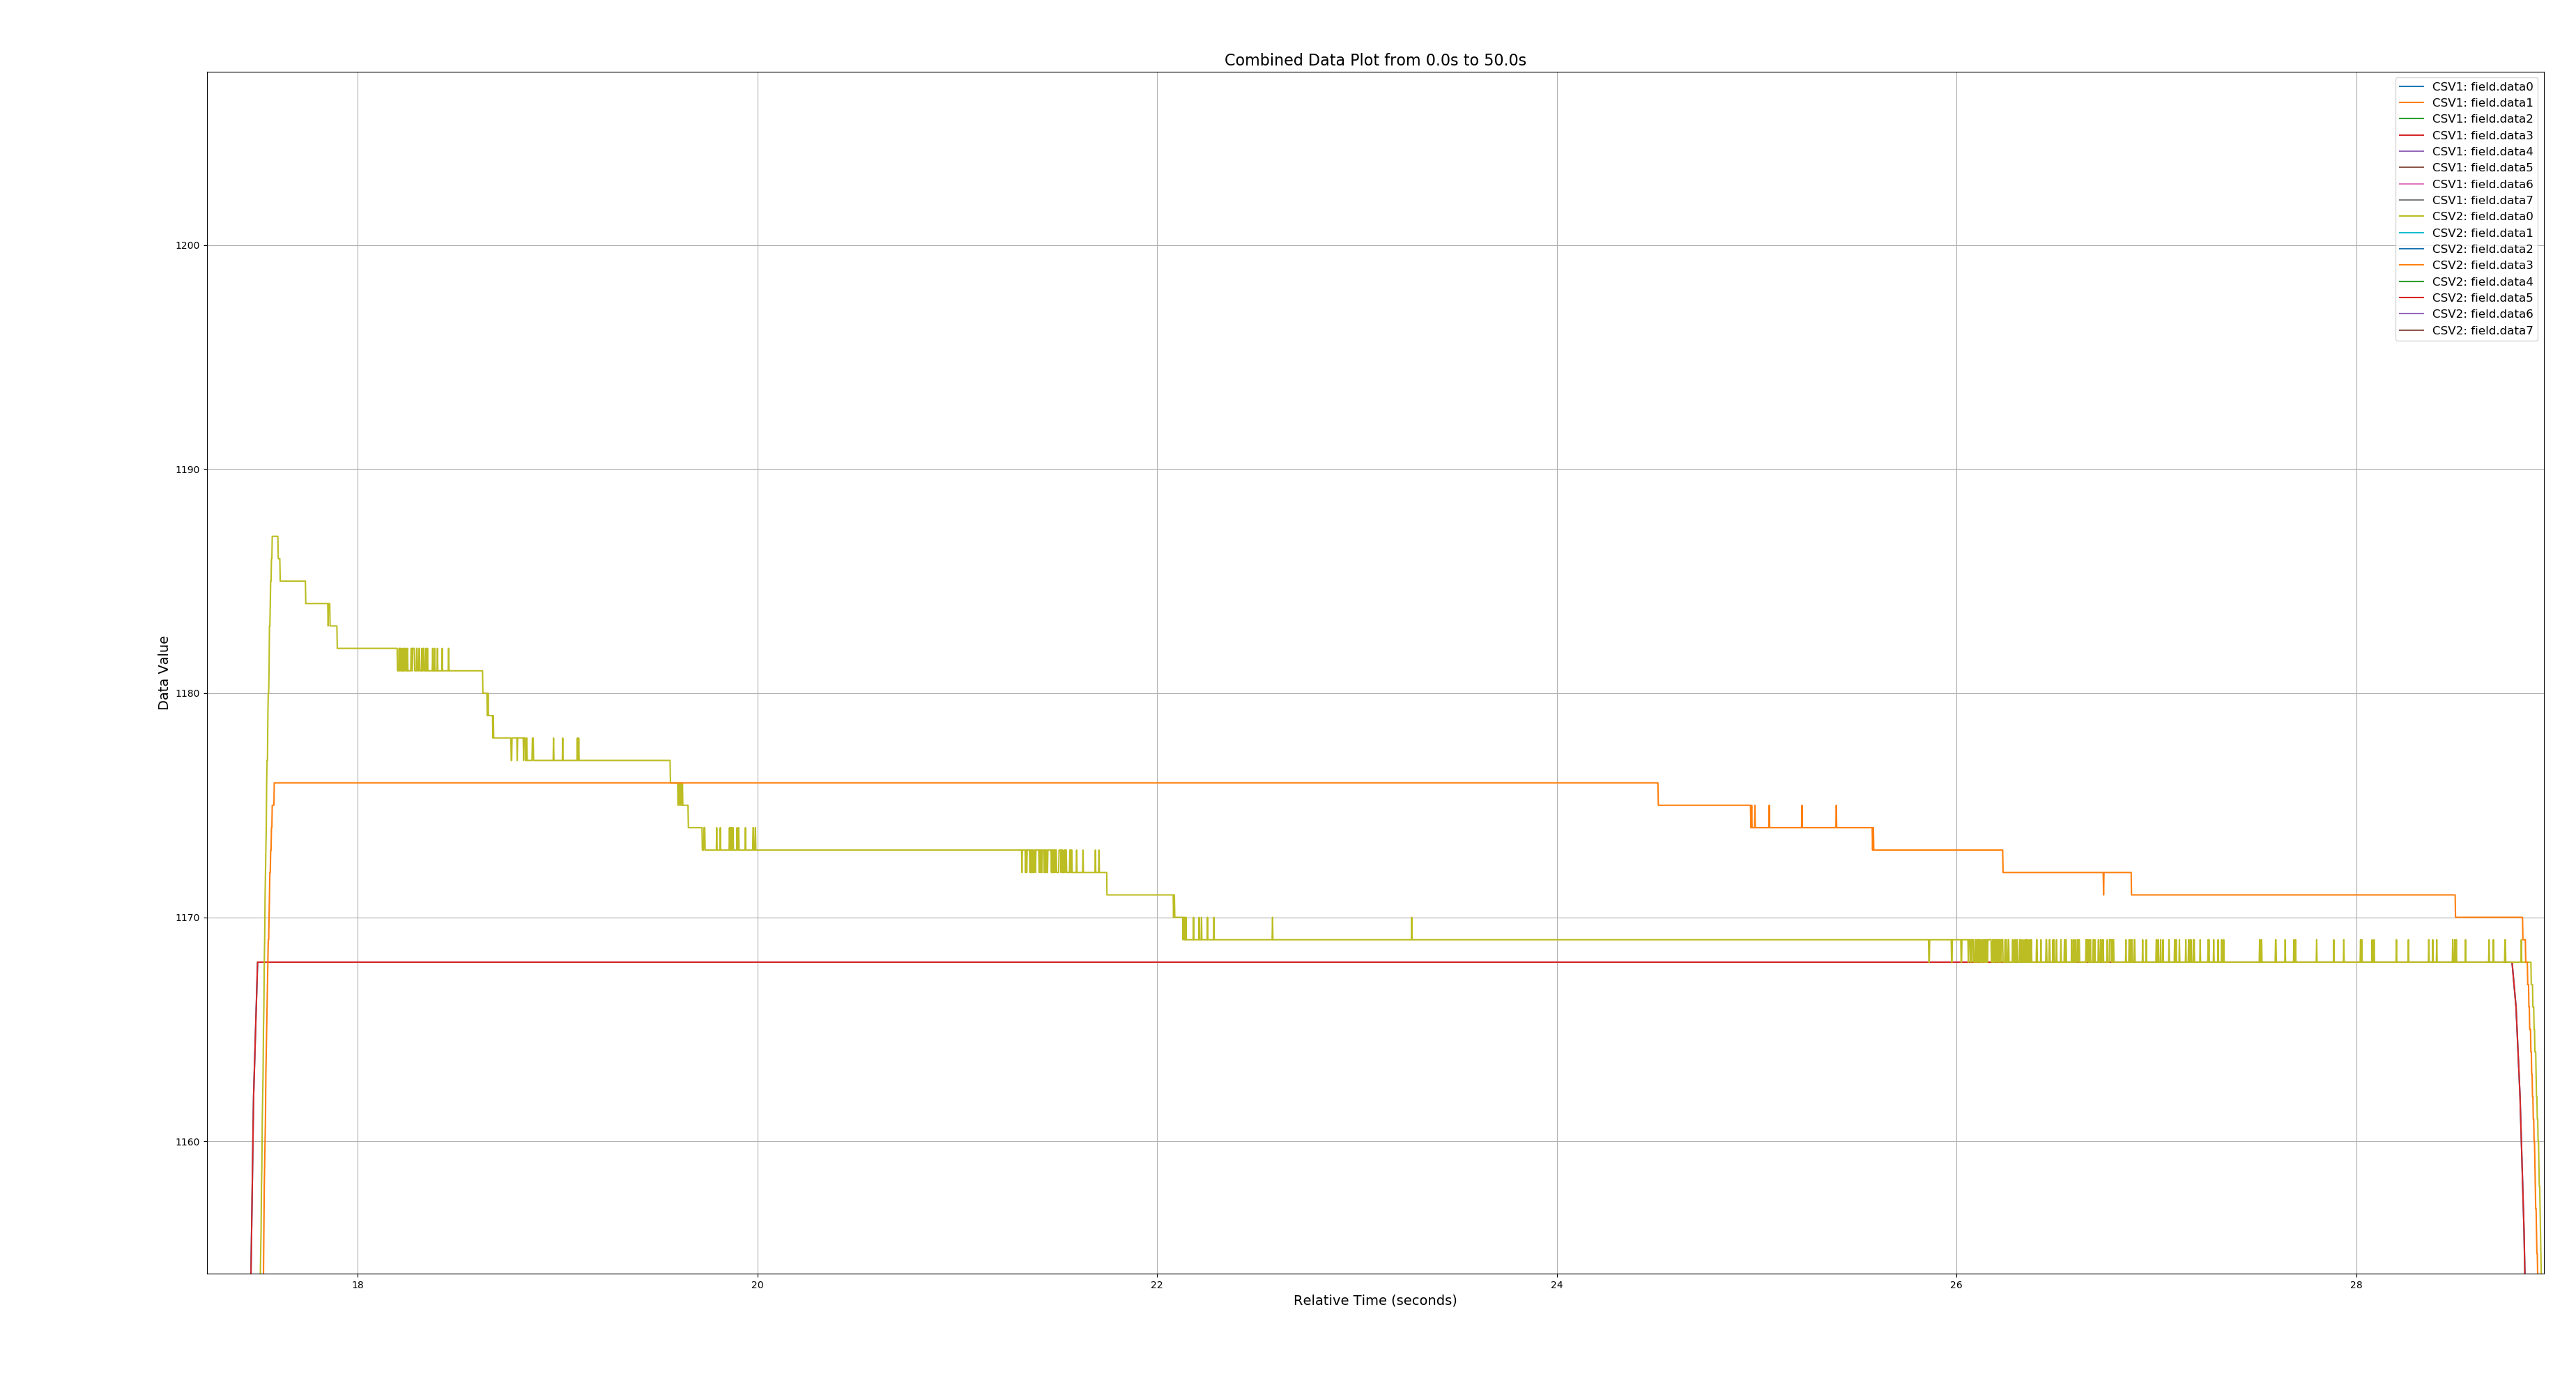 Combined Data Plot from 0.0s to 50.0s
CSV1: field.data0
CSV1: field.data1
CSV1: field.data2
CSV1: field.data3
CSV1: field.data4
CSV1: field.data5
CSV1: field.data6
CSV1: field.data7
CSV2: field.data0
CSV2: field.data1
CSV2: field.data2
CSV2: field.data3
CSV2: field.data4
CSV2: field.data5
CSV2: field.data6
CSV2: field.data7
1200
1190
1180
1170
1160
Data Value
18
20
22
24
26
28
Relative Time (seconds)